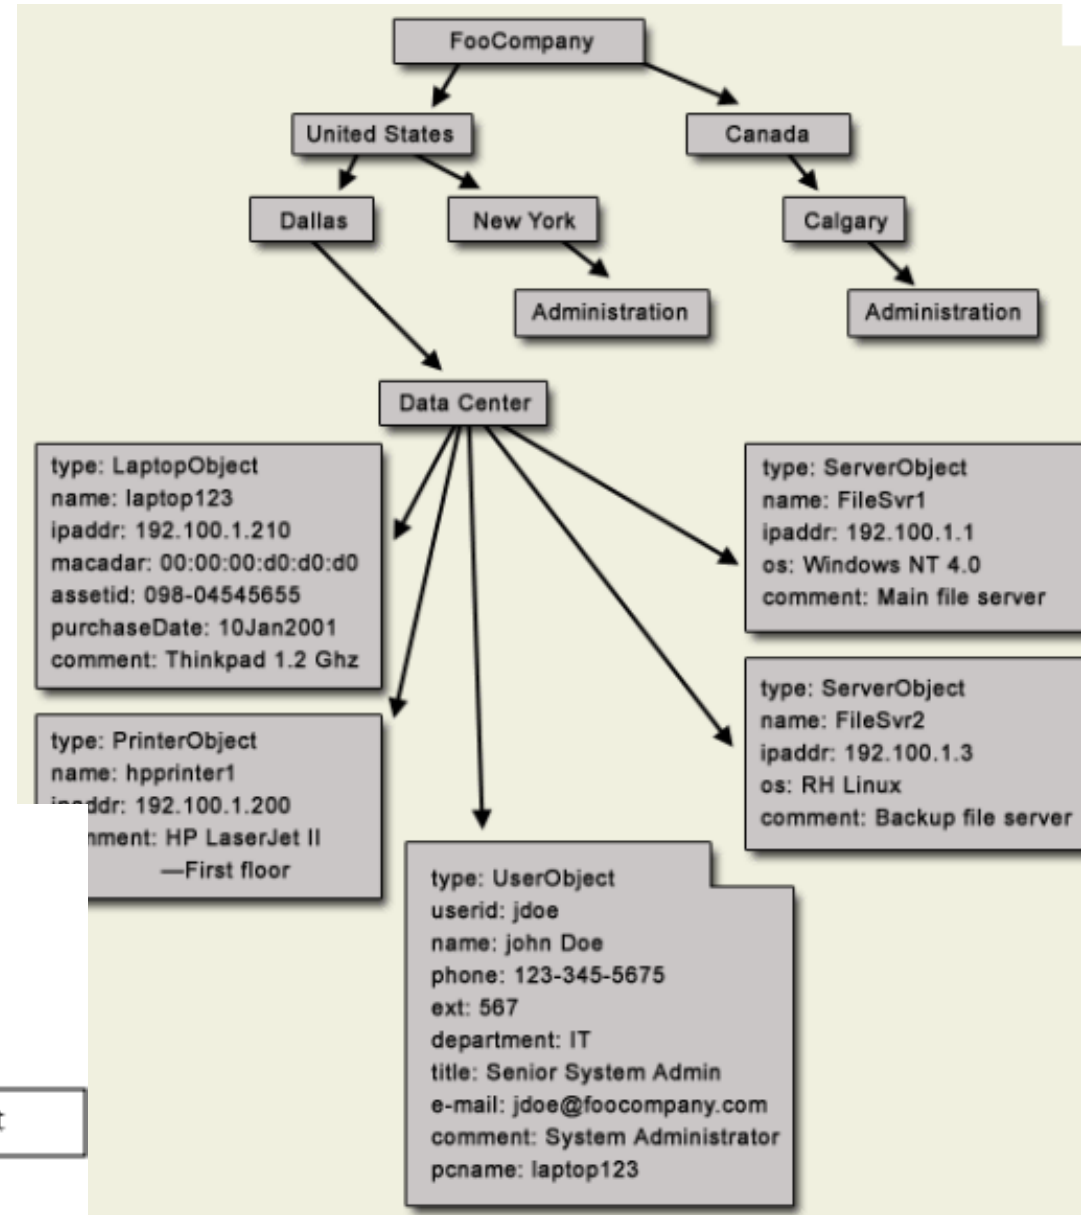 FooCompany
United States
Canada
Dallas
New York
Calgary
Administration
Administration
Data Center
type: LaptopObject
name: laptop123
ipaddr: 192.100.1.210
macadar: 00:00:00:d0:d0:d0
assetid: 098-04545655
purchaseDate: 10Jan2001
comment: Thinkpad 1.2 Ghz
type: ServerObject
name: FileSvr1
ipaddr: 192.100.1.1
os: Windows NT 4.0
comment: Main file server
type: PrinterObject
name: hpprinter1
192.100.1.200
HP LaserJet II
—First floor
type: ServerObject
name: FileSvr2
ipaddr: 192.100.1.3
os: RH Linux
comment: Backup file server
type: UserObject
userid: jdoe
name: john Doe
phone: 123-345-5675
ext: 567
department: IT
title: Senior System Admin
e-mail: jdoe@foocompany.com
comment: System Administrator
pcname: laptop123